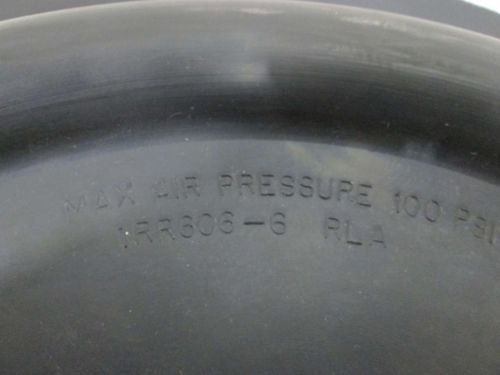 MAX AIR PRESSURE 100 PSI
1RR606-6 RLA